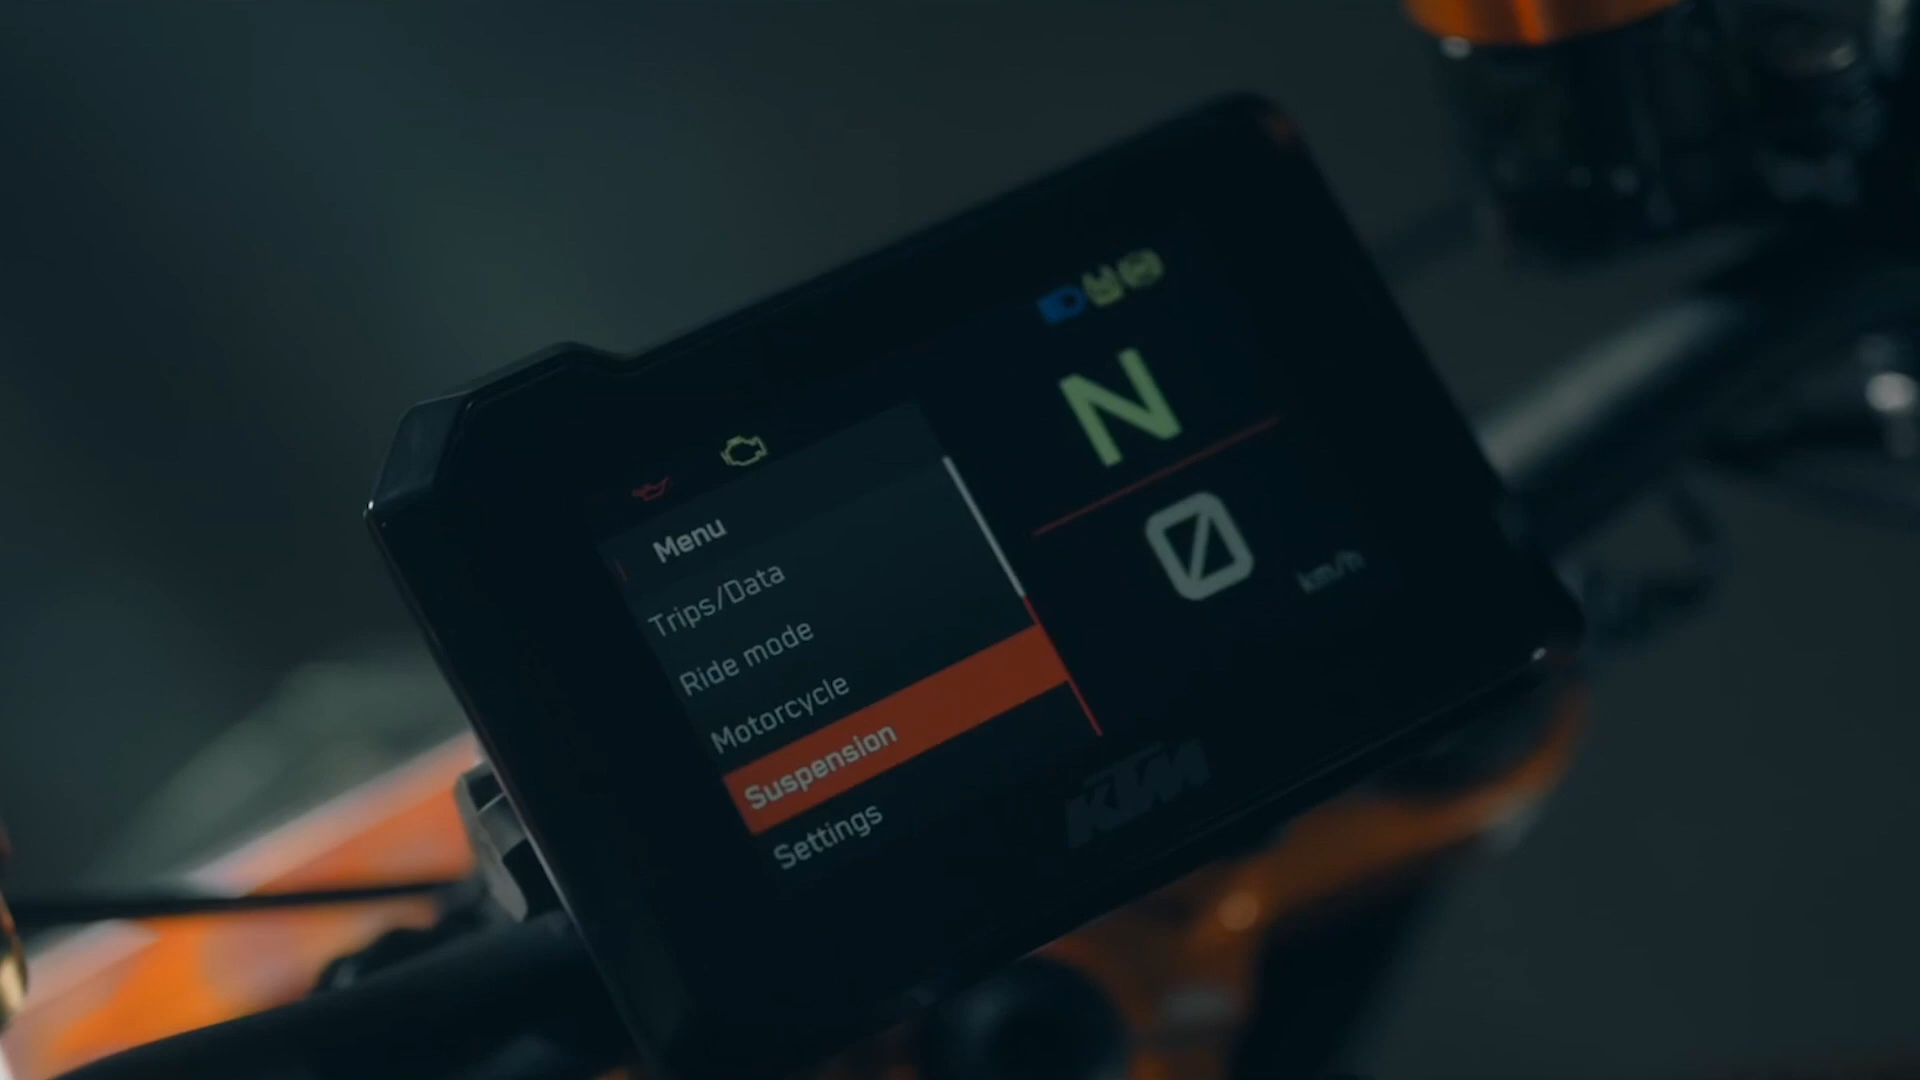 Menu
Trips/Data
Ride mode
Motorcycle
Suspension
Settings
N
0
km/h
KTM